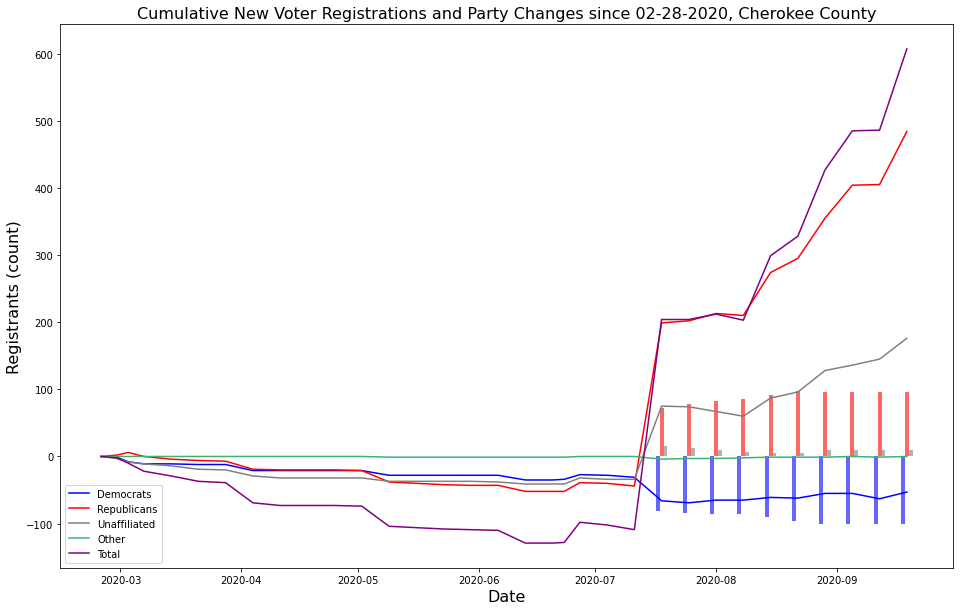 Cumulative New Voter Registrations and Party Changes since 02-28-2020, Cherokee County
Registrants (count)
600
500
400
300
200
100
0
−100
Democrats
Republicans
Unaffiliated
Other
Total
2020-03
2020-04
2020-05
2020-06
2020-07
2020-08
2020-09
Date